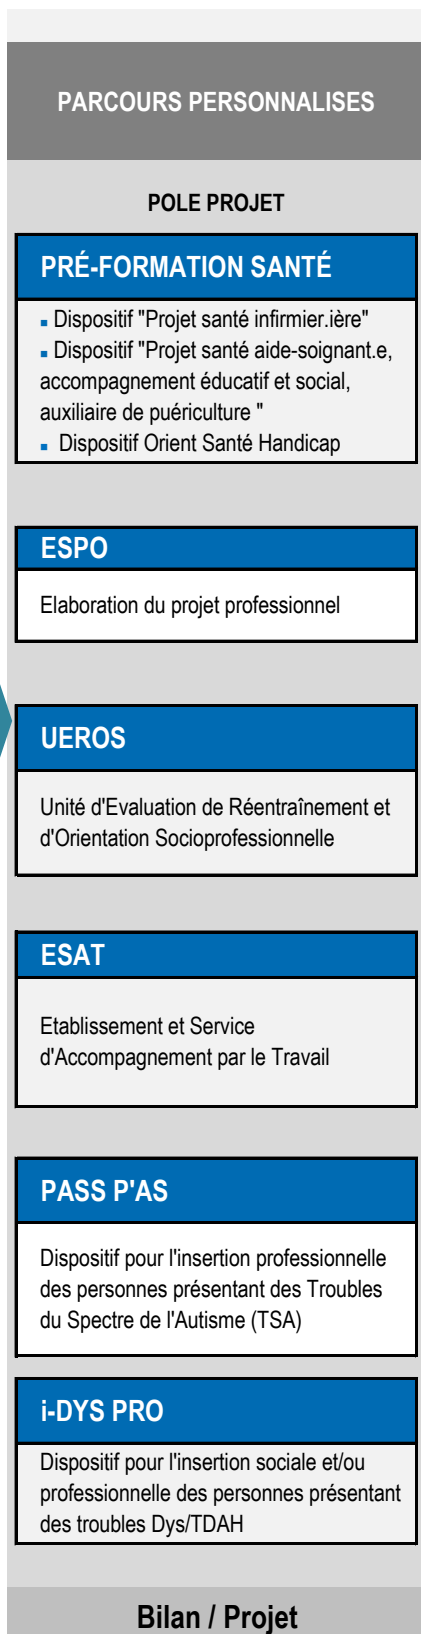 PARCOURS PERSONNALISES
POLE PROJET
PRÉ-FORMATION SANTÉ
▪ Dispositif "Projet santé infirmier.ière"
▪ Dispositif "Projet santé aide-soignant.e,
accompagnement éducatif et social,
auxiliaire de puériculture "
▪ Dispositif Orient Santé Handicap
ESPO
Elaboration du projet professionnel
UEROS
Unité d'Evaluation de Réentraînement et
d'Orientation Socioprofessionnelle
ESAT
Etablissement et Service
d'Accompagnement par le Travail
PASS P'AS
Dispositif pour l'insertion professionnelle
des personnes présentant des Troubles
du Spectre de l'Autisme (TSA)
i-DYS PRO
Dispositif pour l'insertion sociale et/ou
professionnelle des personnes présentant
des troubles Dys/TDAH
Bilan / Projet